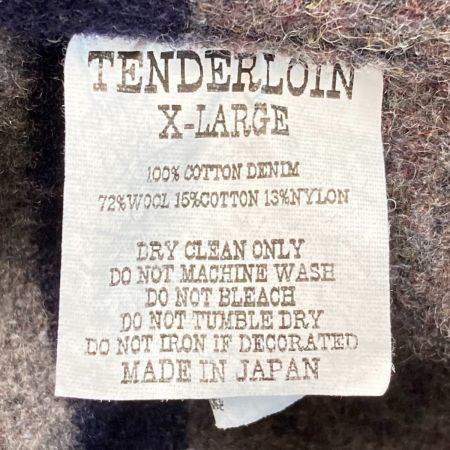 TENDERLOIN
X-LARGE
100% COTTON DENIM
72%WOOL 15%COTTON 13%NYLON
DRY CLEAN ONLY
DO NOT MACHINE WASH
DO NOT BLEACH
DO NOT TUMBLE DRY
DO NOT IRON IF DECORATED
MADE IN JAPAN